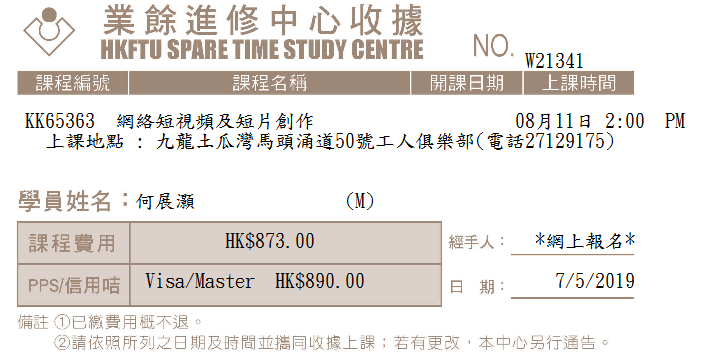 業餘進修中心收據
HKFTU SPARE TIME STUDY CENTRE
NO. W21341
課程編號 課程名稱 開課日期 上課時間
KK65363 網絡短視頻及短片創作 08月11日 2:00 PM
上課地點 : 九龍土瓜灣馬頭涌道50號工人俱樂部(電話27129175)
學員姓名：何展灝 (M)
課程費用 HK$873.00 經手人： *網上報名*
PPS/信用咭 Visa/Master HK$890.00 日 期： 7/5/2019
備註 ①已繳費用概不退。
②請依照所列之日期及時間並攜同收據上課；若有更改，本中心另行通告。